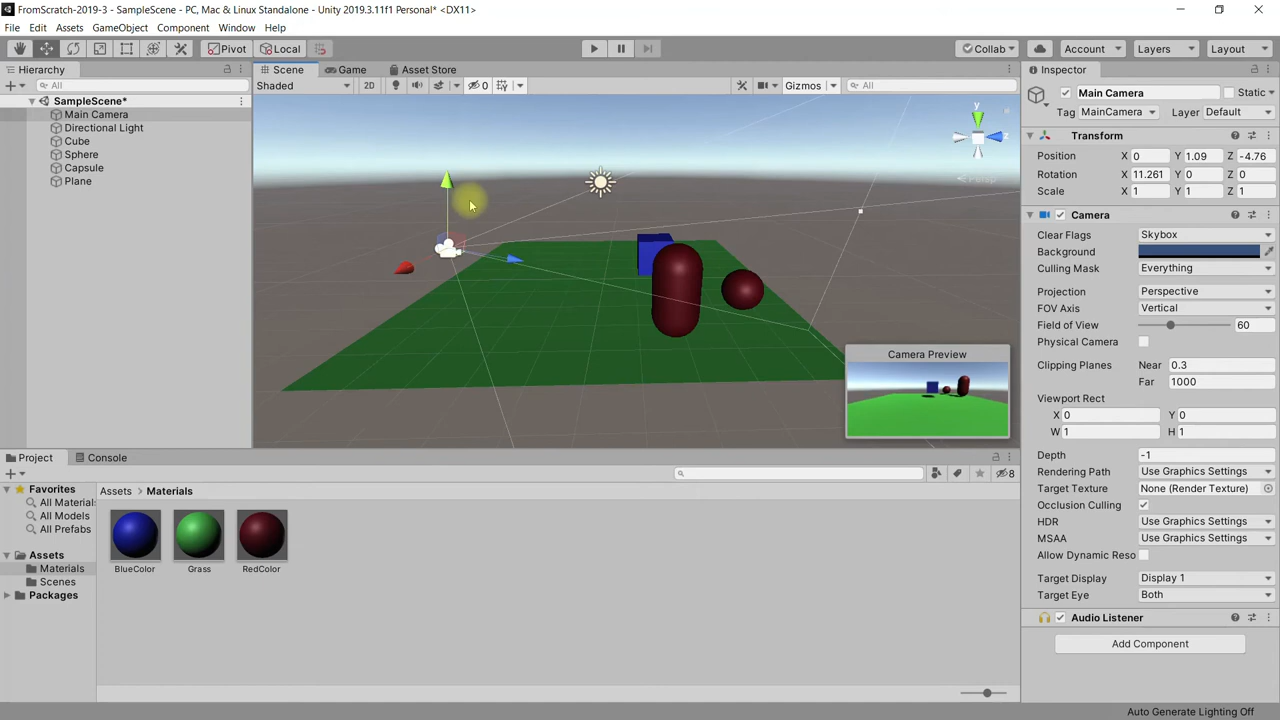 FromScratch-2019-3 - SampleScene - PC, Mac & Linux Standalone - Unity 2019.3.11f1 Personal* <DX11>
File Edit Assets GameObject Component Window Help
Pivot Local Collab Account Layers Layout
Hierarchy
All
SampleScene*
Main Camera
Directional Light
Cube
Sphere
Capsule
Plane
Scene Game Asset Store
Shaded 2D 0 Gizmos All
y
z
Persp
Camera Preview
Inspector
Main Camera Static
Tag MainCamera Layer Default
Transform
Position X 0 Y 1.09 Z -4.76
Rotation X 11.261 Y 0 Z 0
Scale X 1 Y 1 Z 1
Camera
Clear Flags Skybox
Background
Culling Mask Everything
Projection Perspective
FOV Axis Vertical
Field of View 60
Physical Camera
Clipping Planes Near 0.3
Far 1000
Viewport Rect
X 0 Y 0
W 1 H 1
Depth -1
Rendering Path Use Graphics Settings
Target Texture None (Render Texture)
Occlusion Culling
HDR Use Graphics Settings
MSAA Use Graphics Settings
Allow Dynamic Reso
Target Display Display 1
Target Eye Both
Audio Listener
Add Component
Project Console
8
Favorites
All Material
All Models
All Prefabs
Assets
Materials
Scenes
Packages
Assets > Materials
BlueColor Grass RedColor
Auto Generate Lighting Off